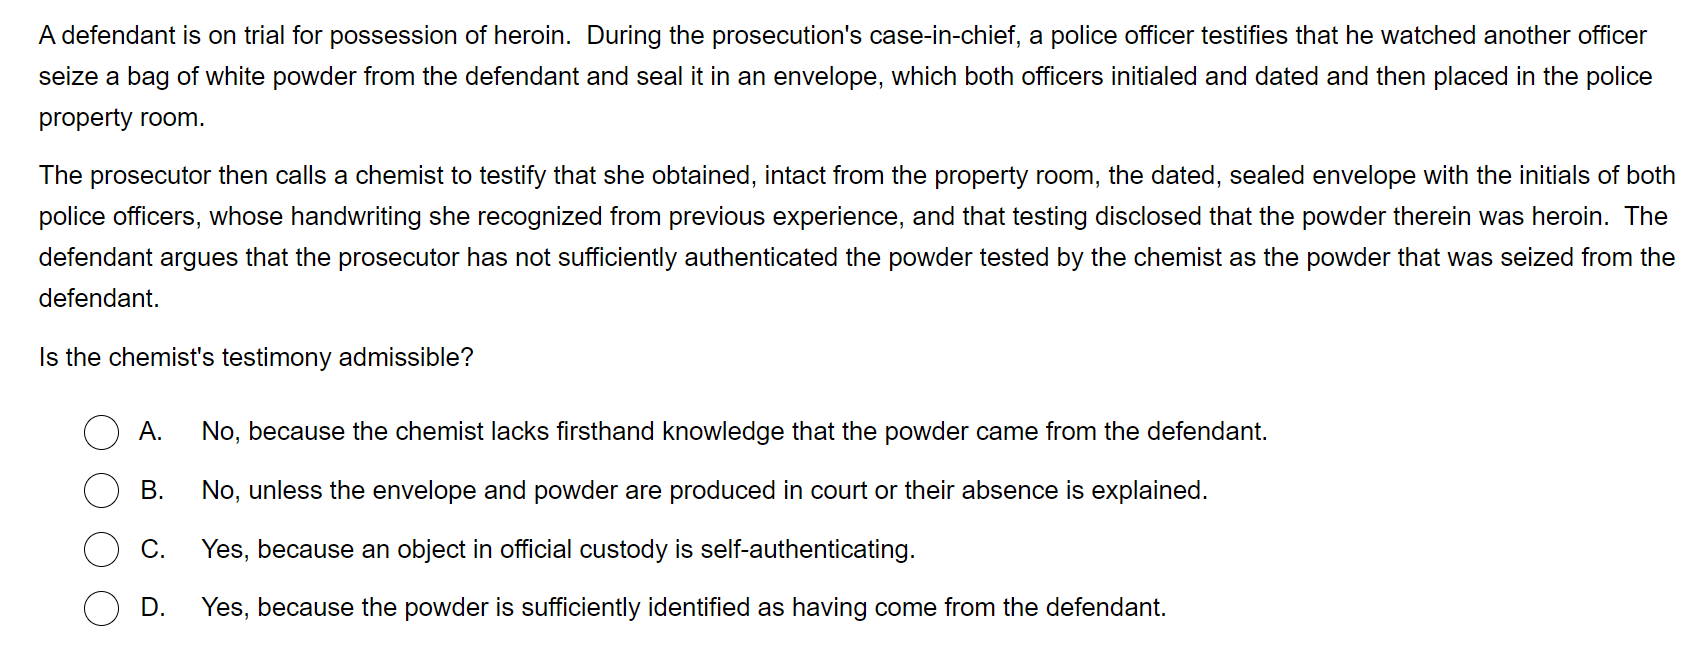 A defendant is on trial for possession of heroin. During the prosecution's case-in-chief, a police officer testifies that he watched another officer
seize a bag of white powder from the defendant and seal it in an envelope, which both officers initialed and dated and then placed in the police
property room.
The prosecutor then calls a chemist to testify that she obtained, intact from the property room, the dated, sealed envelope with the initials of both
police officers, whose handwriting she recognized from previous experience, and that testing disclosed that the powder therein was heroin. The
defendant argues that the prosecutor has not sufficiently authenticated the powder tested by the chemist as the powder that was seized from the
defendant.
Is the chemist's testimony admissible?
A. No, because the chemist lacks firsthand knowledge that the powder came from the defendant.
B. No, unless the envelope and powder are produced in court or their absence is explained.
C. Yes, because an object in official custody is self-authenticating.
D. Yes, because the powder is sufficiently identified as having come from the defendant.